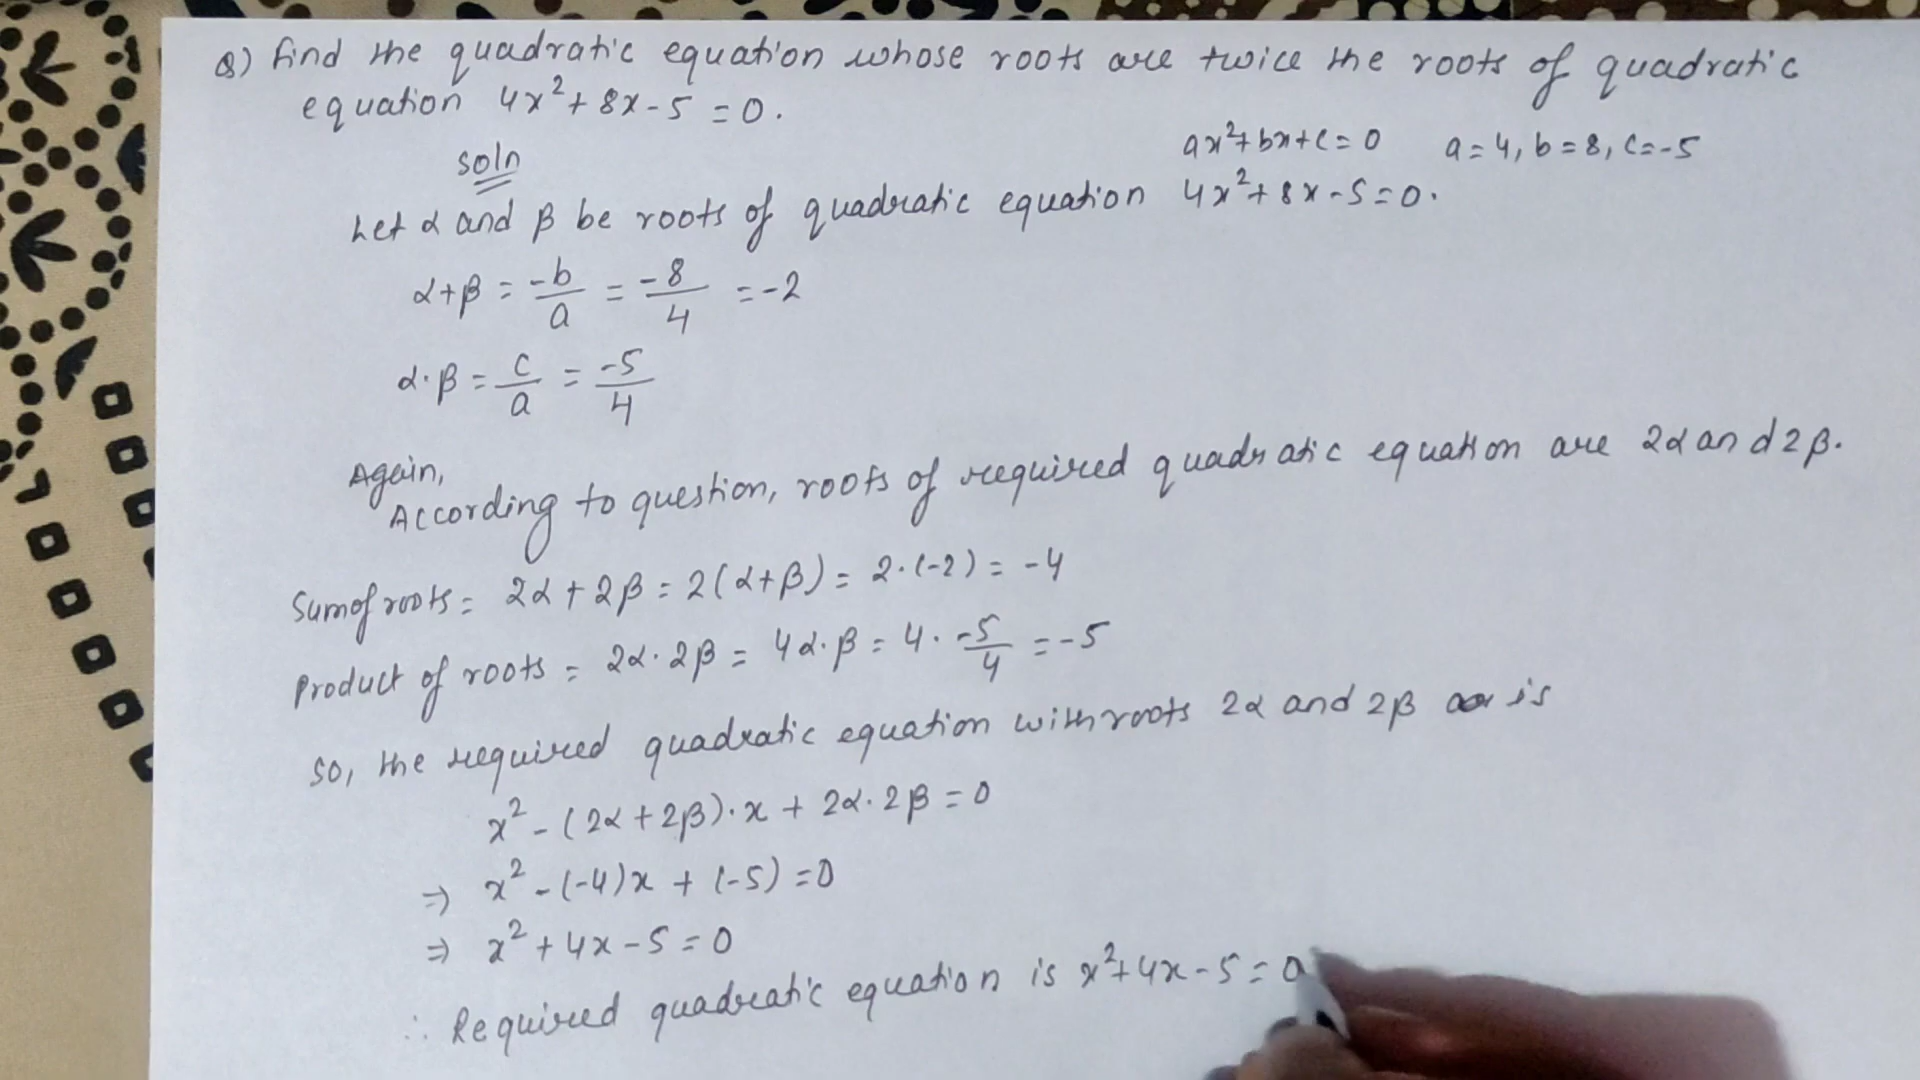 Q) find the quadratic equation whose roots are twice the roots of quadratic
equation 4x²+8x-5=0.
ax²+bx+c=0 a=4, b=8, c=-5
soln
Let α and β be roots of quadratic equation 4x²+8x-5=0.
α+β = -b/a = -8/4 = -2
α·β = c/a = -5/4
Again,
According to question, roots of required quadratic equation are 2α and 2β.
Sum of roots = 2α + 2β = 2(α+β) = 2·(-2) = -4
Product of roots = 2α·2β = 4α·β = 4·-5/4 = -5
So, the required quadratic equation with roots 2α and 2β is
x² - (2α+2β)·x + 2α·2β = 0
⇒ x² - (-4)x + (-5) = 0
⇒ x² + 4x - 5 = 0
∴ Required quadratic equation is x²+4x-5=0